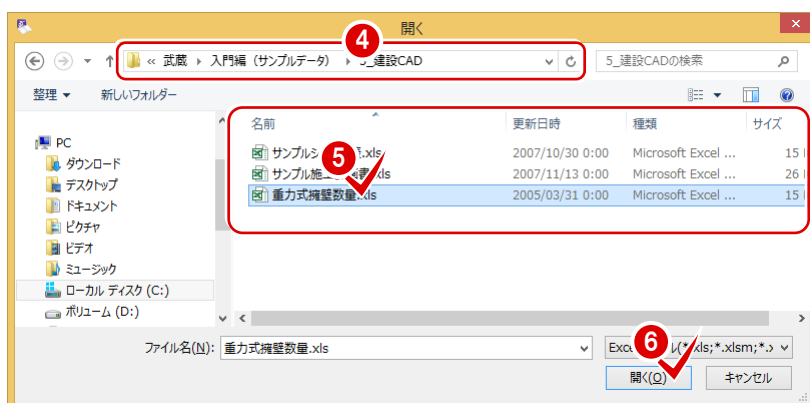 開く
4
« 武蔵 ▸ 入門編（サンプルデータ） ▸ 5_建設CAD
5_建設CADの検索
整理 ▼ 新しいフォルダー
名前 更新日時 種類 サイズ
PC
ダウンロード
デスクトップ
ドキュメント
ピクチャ
ビデオ
ミュージック
ローカル ディスク (C:)
ボリューム (D:)
5
.xls 2007/10/30 0:00 Microsoft Excel ... 15
サンプル施工 .xls 2007/11/13 0:00 Microsoft Excel ... 26
重力式擁壁数量.xls 2005/03/31 0:00 Microsoft Excel ... 15
ファイル名(N): 重力式擁壁数量.xls
6
(*.xls;*.xlsm;*.x
開く(O) キャンセル